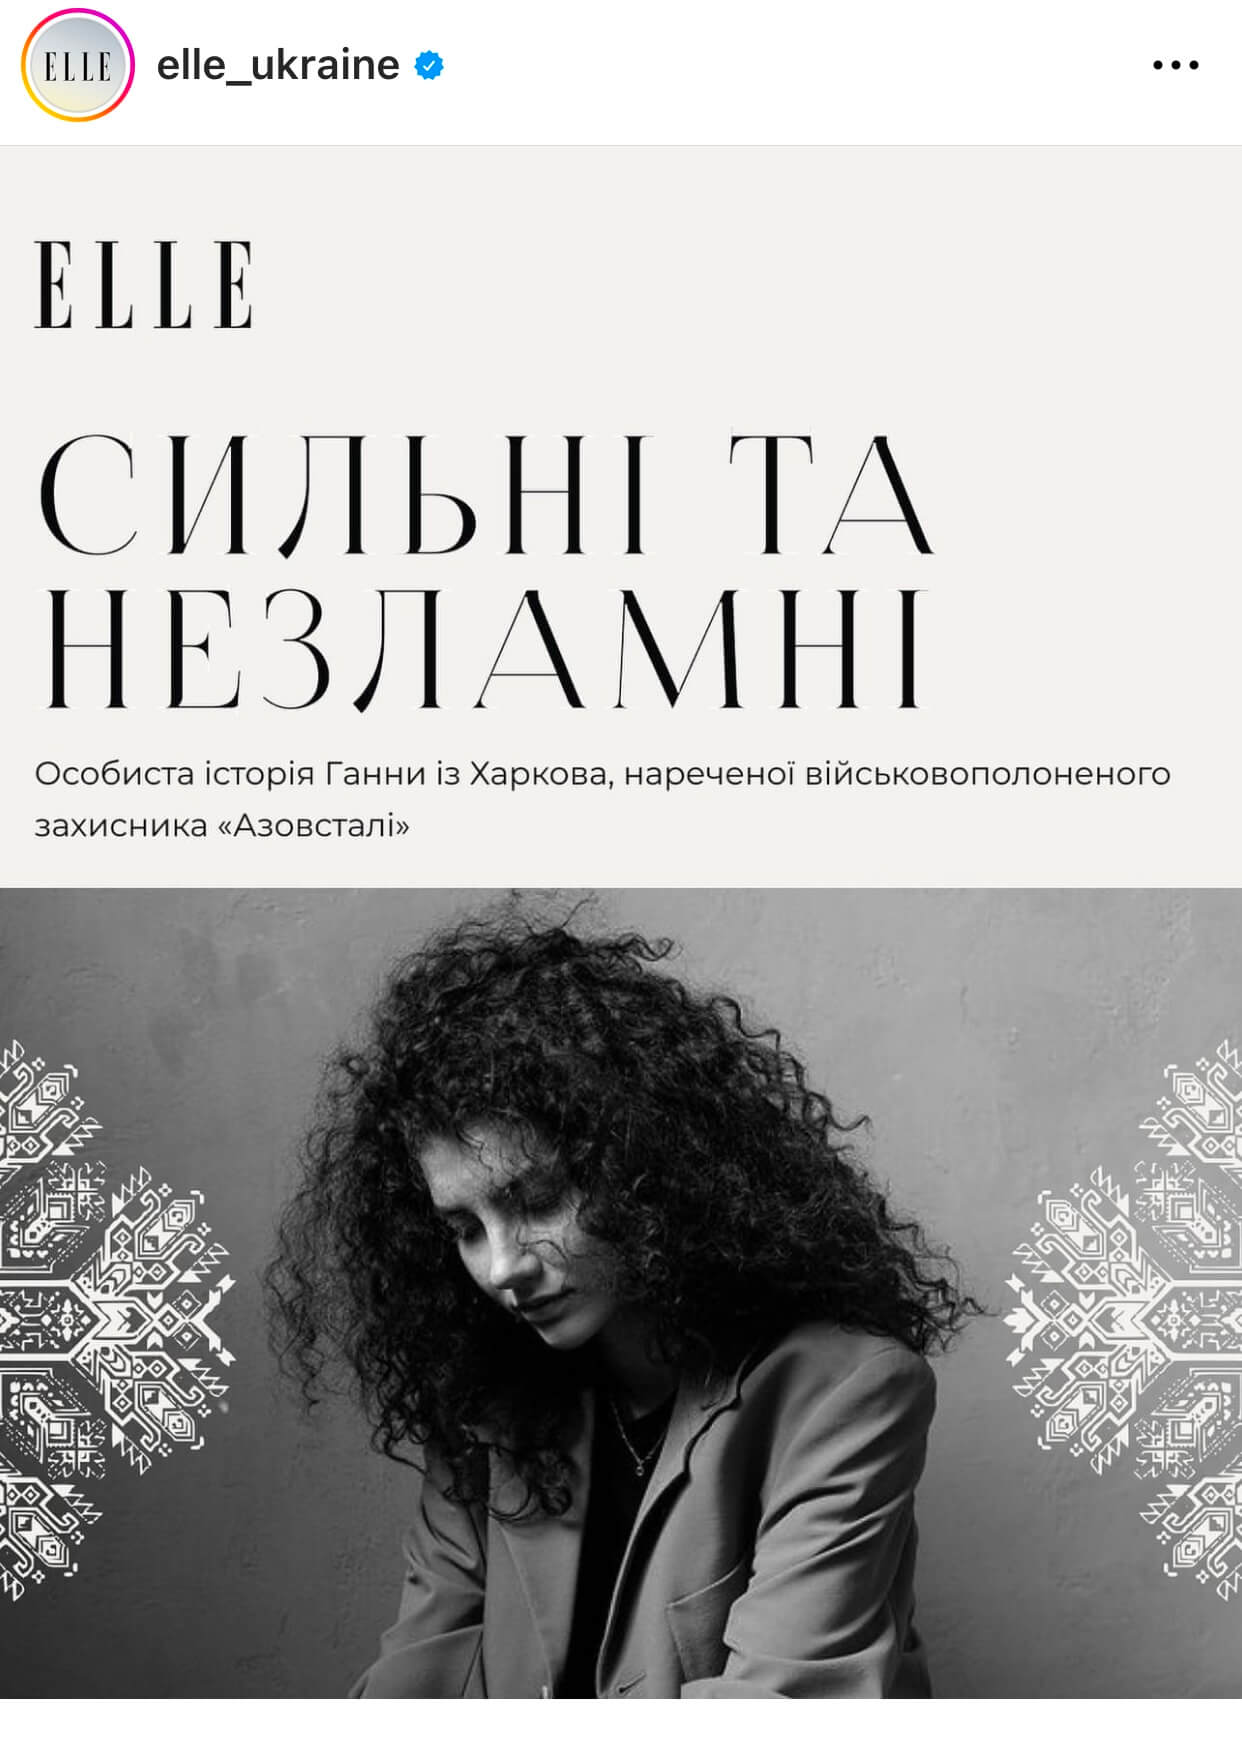 ELLE
elle_ukraine
ELLE
СИЛЬНІ ТА
НЕЗЛАМНІ
Особиста історія Ганни із Харкова, нареченої військовополоненого
захисника «Азовсталі»